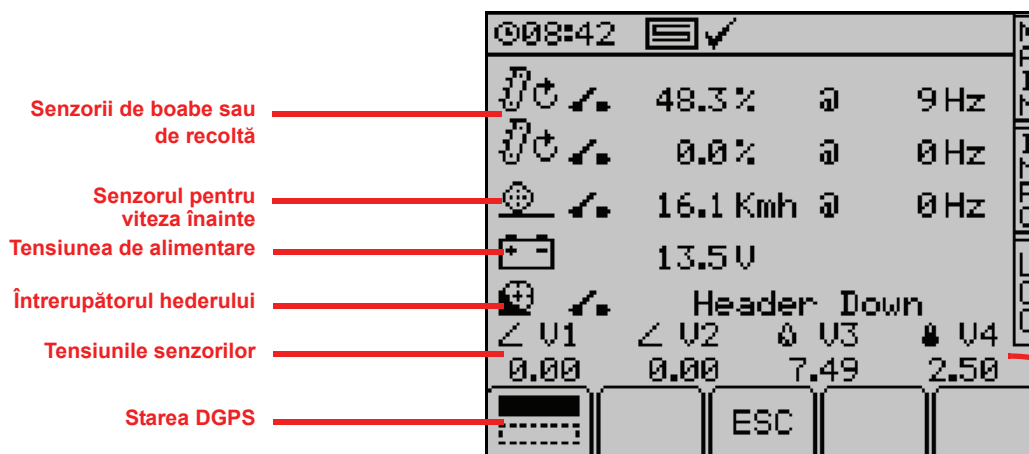 08:42
Senzorii de boabe sau
de recoltă
48.3% @ 9Hz
0.0% @ 0Hz
Senzorul pentru
viteza înainte
16.1 Kmh @ 0Hz
Tensiunea de alimentare
13.5V
Întrerupătorul hederului
Header Down
Tensiunile senzorilor
V1 V2 V3 V4
0.00 0.00 7.49 2.50
Starea DGPS
ESC